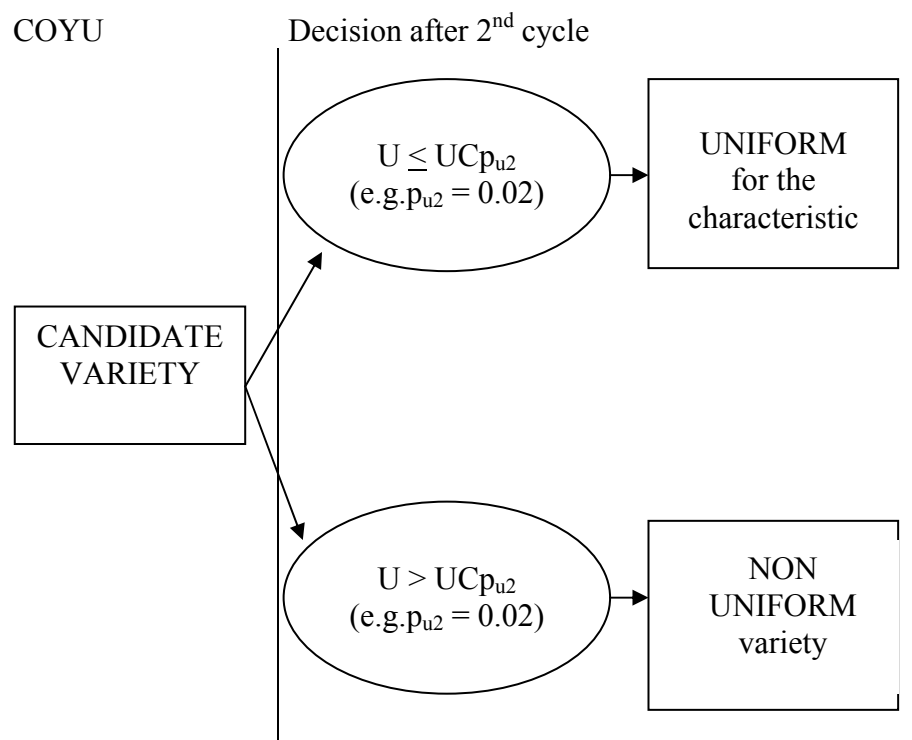 COYU
Decision after 2nd cycle
U ≤ UCpu2
(e.g.pu2 = 0.02)
UNIFORM
for the
characteristic
CANDIDATE
VARIETY
U > UCpu2
(e.g.pu2 = 0.02)
NON
UNIFORM
variety